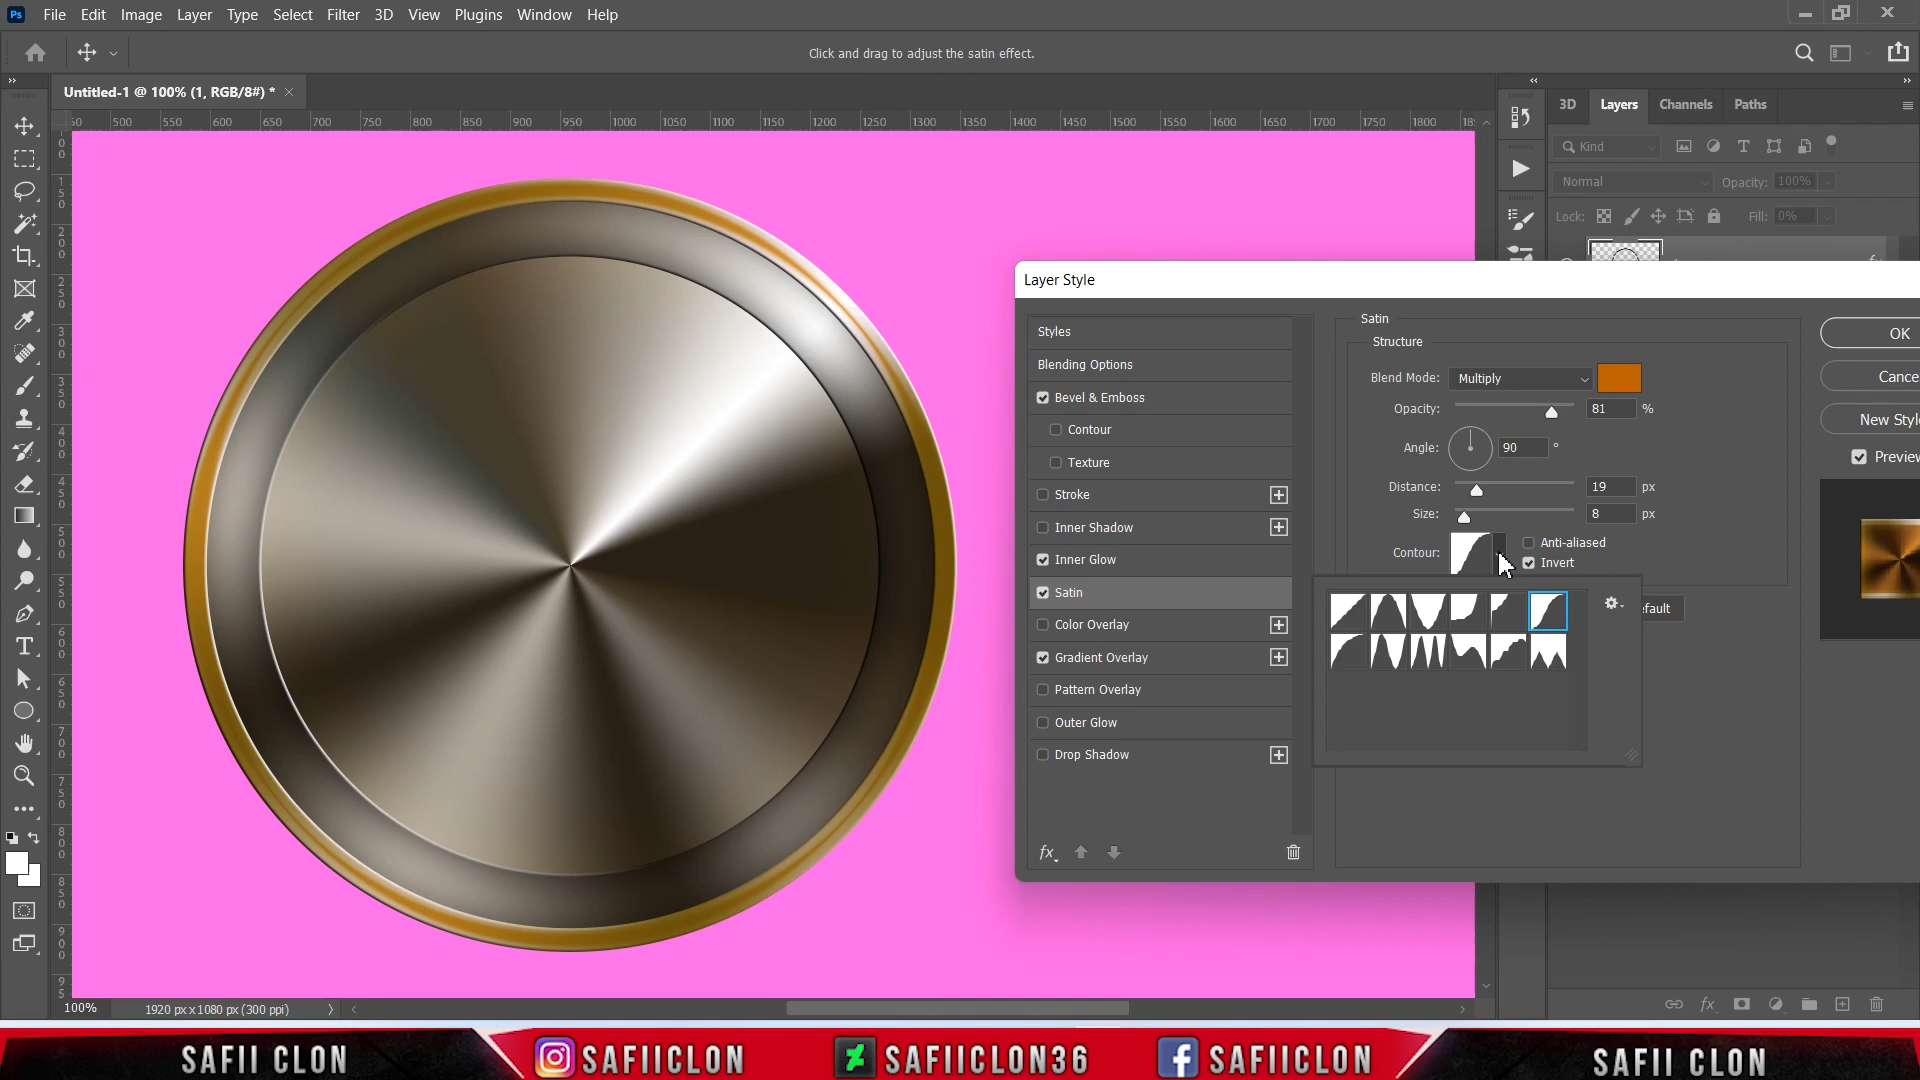 Ps File Edit Image Layer Type Select Filter 3D View Plugins Window Help
Click and drag to adjust the satin effect.
Untitled-1 @ 100% (1, RGB/8#) *
500 550 600 650 700 750 800 850 900 950 1000 1050 1100 1150 1200 1250 1300 1350 1400 1450 1500 1550 1600 1650 1700 1750 1800
3D Layers Channels Paths
Kind
Normal Opacity: 100%
Lock: Fill: 0%
Layer Style
Styles
Blending Options
Bevel & Emboss
Contour
Texture
Stroke
Inner Shadow
Inner Glow
Satin
Color Overlay
Gradient Overlay
Pattern Overlay
Outer Glow
Drop Shadow
fx
Satin
Structure
Blend Mode: Multiply
Opacity: 81 %
Angle: 90 °
Distance: 19 px
Size: 8 px
Contour: Anti-aliased
Invert
efault
OK
Cance
New Style
Preview
100% 1920 px x 1080 px (300 ppi)
SAFII CLON SAFIICLON SAFIICLON36 SAFIICLON SAFII CLON